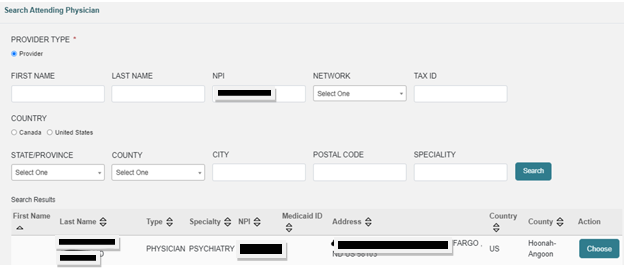 Search Attending Physician
PROVIDER TYPE *
Provider
FIRST NAME LAST NAME NPI NETWORK TAX ID
Select One
COUNTRY
Canada United States
STATE/PROVINCE COUNTY CITY POSTAL CODE SPECIALITY
Select One Select One Search
Search Results
First Name Last Name Type Specialty NPI Medicaid ID Address Country County Action
PHYSICIAN PSYCHIATRY FARGO , US Hoonah-Angoon Choose
ND US 58103